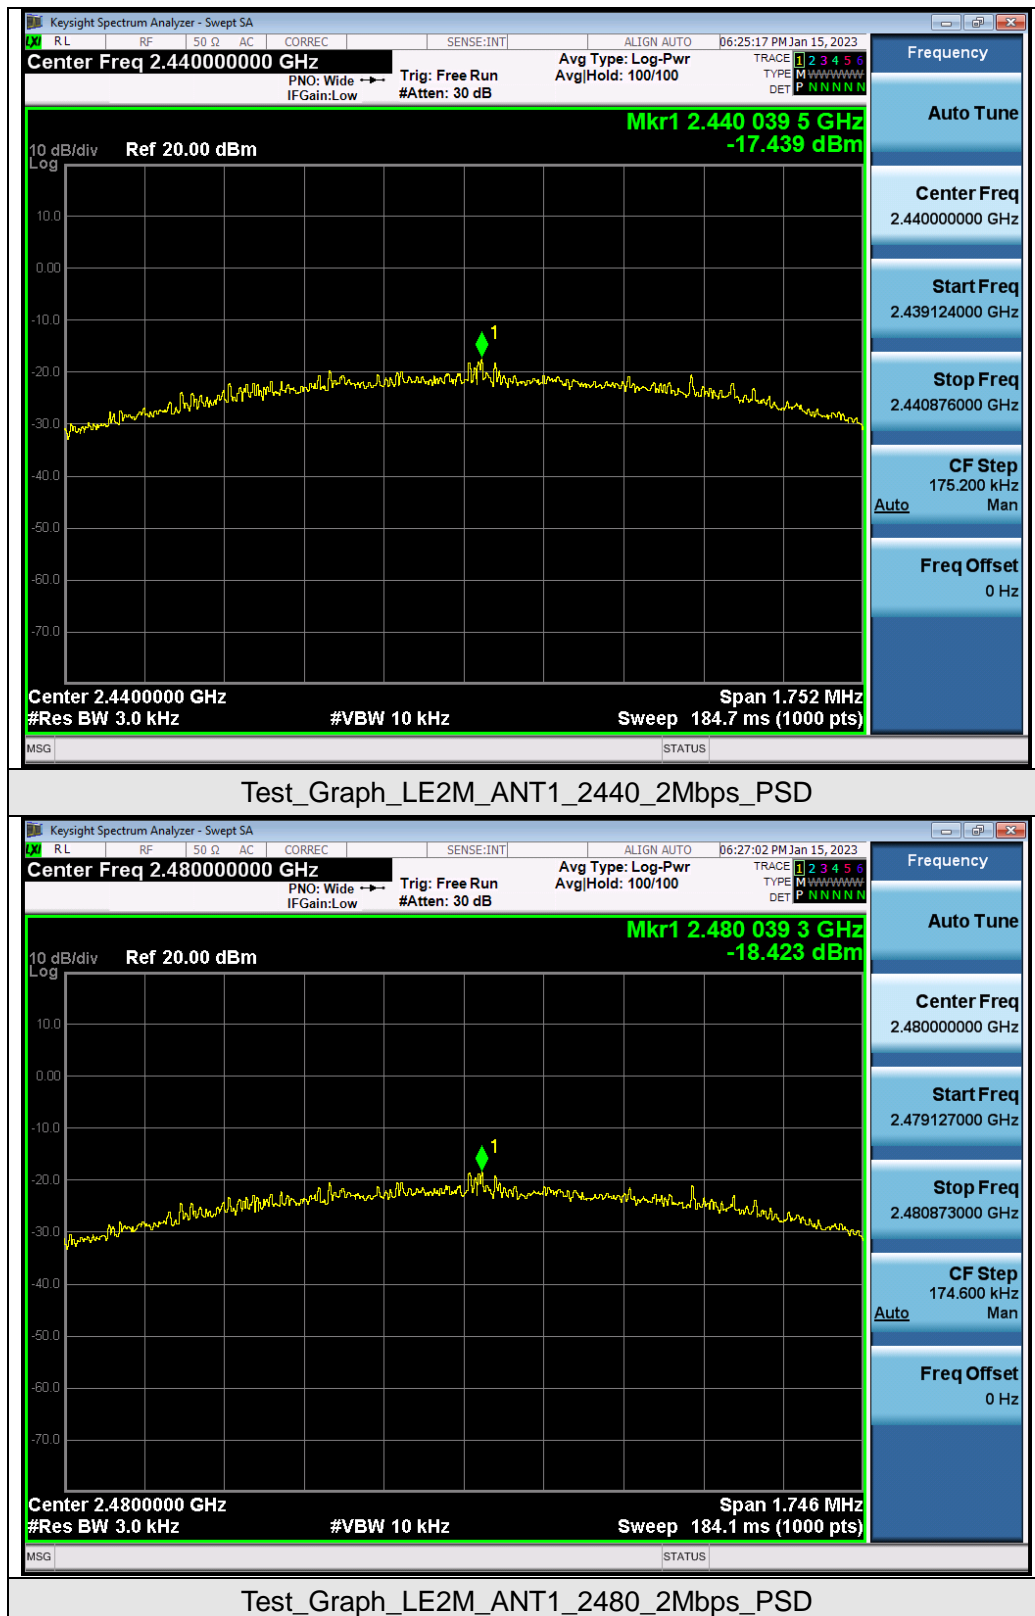 Keysight Spectrum Analyzer - Swept SA
LXI RL RF 50 Ω AC CORREC SENSE:INT ALIGN AUTO 06:25:17 PM Jan 15, 2023
Center Freq 2.440000000 GHz
PNO: Wide
IFGain:Low
Trig: Free Run
#Atten: 30 dB
Avg Type: Log-Pwr
Avg|Hold: 100/100
TRACE 1 2 3 4 5 6
TYPE M WWWWW
DET P N N N N N
Mkr1 2.440 039 5 GHz
-17.439 dBm
10 dB/div Ref 20.00 dBm
Log
10.0
0.00
1
-10.0
-20.0
-30.0
-40.0
-50.0
-60.0
-70.0
Center 2.4400000 GHz Span 1.752 MHz
#Res BW 3.0 kHz #VBW 10 kHz Sweep 184.7 ms (1000 pts)
MSG STATUS
Frequency
Auto Tune
Center Freq
2.440000000 GHz
Start Freq
2.439124000 GHz
Stop Freq
2.440876000 GHz
CF Step
175.200 kHz
Auto Man
Freq Offset
0 Hz
Test_Graph_LE2M_ANT1_2440_2Mbps_PSD
Keysight Spectrum Analyzer - Swept SA
LXI RL RF 50 Ω AC CORREC SENSE:INT ALIGN AUTO 06:27:02 PM Jan 15, 2023
Center Freq 2.480000000 GHz
PNO: Wide
IFGain:Low
Trig: Free Run
#Atten: 30 dB
Avg Type: Log-Pwr
Avg|Hold: 100/100
TRACE 1 2 3 4 5 6
TYPE M WWWWW
DET P N N N N N
Mkr1 2.480 039 3 GHz
-18.423 dBm
10 dB/div Ref 20.00 dBm
Log
10.0
0.00
-10.0
1
-20.0
-30.0
-40.0
-50.0
-60.0
-70.0
Center 2.4800000 GHz Span 1.746 MHz
#Res BW 3.0 kHz #VBW 10 kHz Sweep 184.1 ms (1000 pts)
MSG STATUS
Frequency
Auto Tune
Center Freq
2.480000000 GHz
Start Freq
2.479127000 GHz
Stop Freq
2.480873000 GHz
CF Step
174.600 kHz
Auto Man
Freq Offset
0 Hz
Test_Graph_LE2M_ANT1_2480_2Mbps_PSD